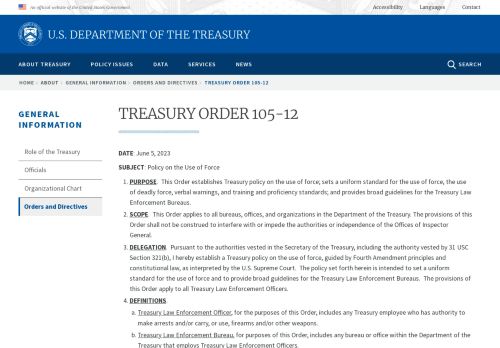 An official website of the United States Government
Accessibility Languages Contact
U.S. DEPARTMENT OF THE TREASURY
ABOUT TREASURY POLICY ISSUES DATA SERVICES NEWS SEARCH
HOME › ABOUT › GENERAL INFORMATION › ORDERS AND DIRECTIVES › TREASURY ORDER 105-12
GENERAL
INFORMATION
Role of the Treasury
Officials
Organizational Chart
Orders and Directives
TREASURY ORDER 105-12
DATE: June 5, 2023
SUBJECT: Policy on the Use of Force
1. PURPOSE. This Order establishes Treasury policy on the use of force; sets a uniform standard for the use of force, the use
of deadly force, verbal warnings, and training and proficiency standards; and provides broad guidelines for the Treasury Law
Enforcement Bureaus.
2. SCOPE. This Order applies to all bureaus, offices, and organizations in the Department of the Treasury. The provisions of this
Order shall not be construed to interfere with or impede the authorities or independence of the Offices of Inspector
General.
3. DELEGATION. Pursuant to the authorities vested in the Secretary of the Treasury, including the authority vested by 31 USC
Section 321(b), I hereby establish a Treasury policy on the use of force, guided by Fourth Amendment principles and
constitutional law, as interpreted by the U.S. Supreme Court. The policy set forth herein is intended to set a uniform
standard for the use of force and to provide broad guidelines for the Treasury Law Enforcement Bureaus. The provisions of
this Order apply to all Treasury Law Enforcement Officers.
4. DEFINITIONS.
a. Treasury Law Enforcement Officer, for the purposes of this Order, includes any Treasury employee who has authority to
make arrests and/or carry, or use, firearms and/or other weapons.
b. Treasury Law Enforcement Bureau, for purposes of this Order, includes any bureau or office within the Department of
the Treasury that employs Treasury Law Enforcement Officers.